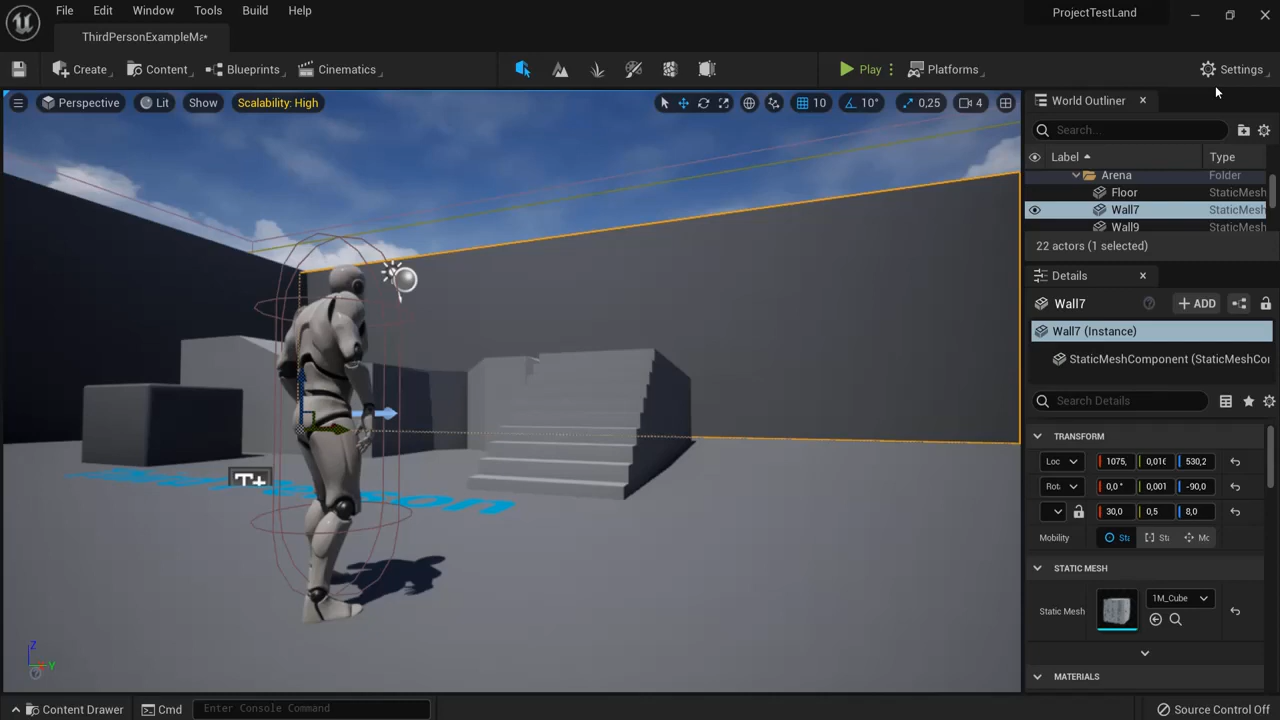 File Edit Window Tools Build Help
ProjectTestLand
ThirdPersonExampleMa*
Create Content Blueprints Cinematics Play Platforms Settings
Perspective Lit Show Scalability: High 10 10° 0,25 4
World Outliner
Search...
Label Type
Arena Folder
Floor StaticMesh
Wall7 StaticMesh
Wall9 StaticMesh
22 actors (1 selected)
Details
Wall7 + ADD
Wall7 (Instance)
StaticMeshComponent (StaticMeshCo
Search Details
TRANSFORM
Loc 1075, 0,016 530,2
Rot 0,0 ° 0,001 -90,0
30,0 0,5 8,0
Mobility Sta St Mo
STATIC MESH
Static Mesh 1M_Cube
MATERIALS
T+
Z
Y
Content Drawer Cmd Enter Console Command Source Control Off